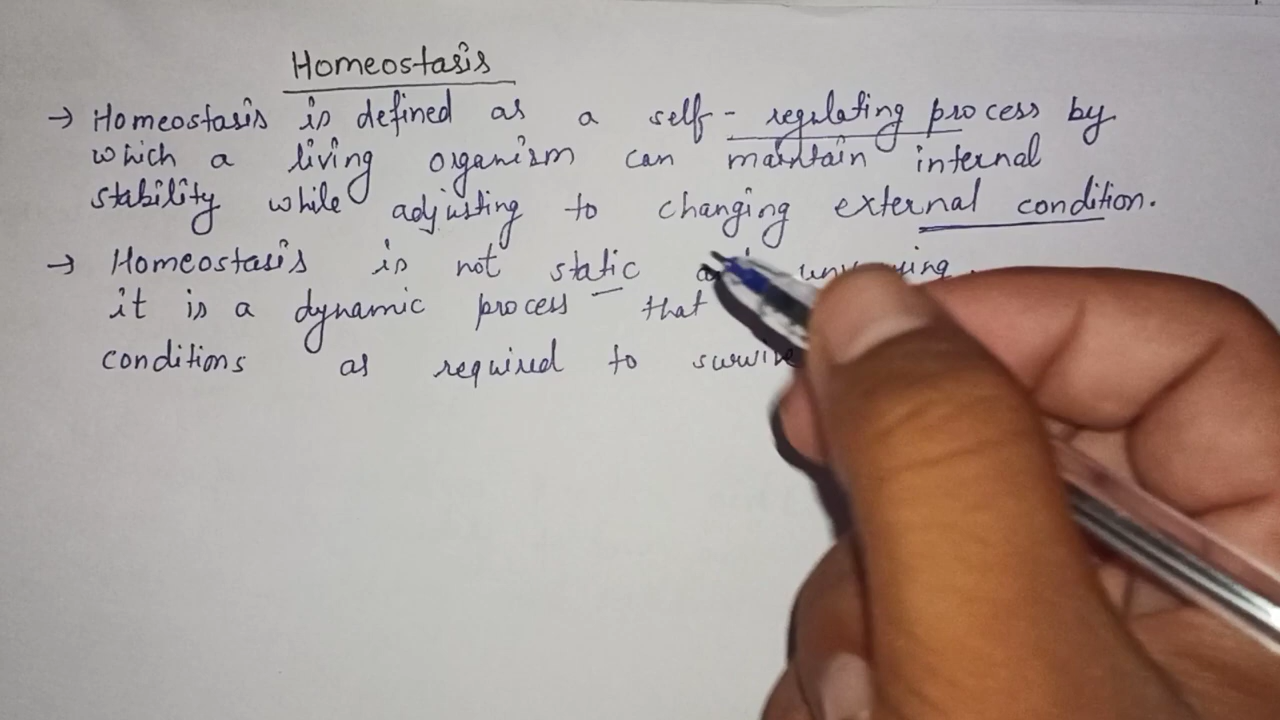 Homeostasis
→ Homeostasis is defined as a self-regulating process by
which a living organism can maintain internal
stability while adjusting to changing external condition.
→ Homeostasis is not static
it is a dynamic process that
conditions as required to survive